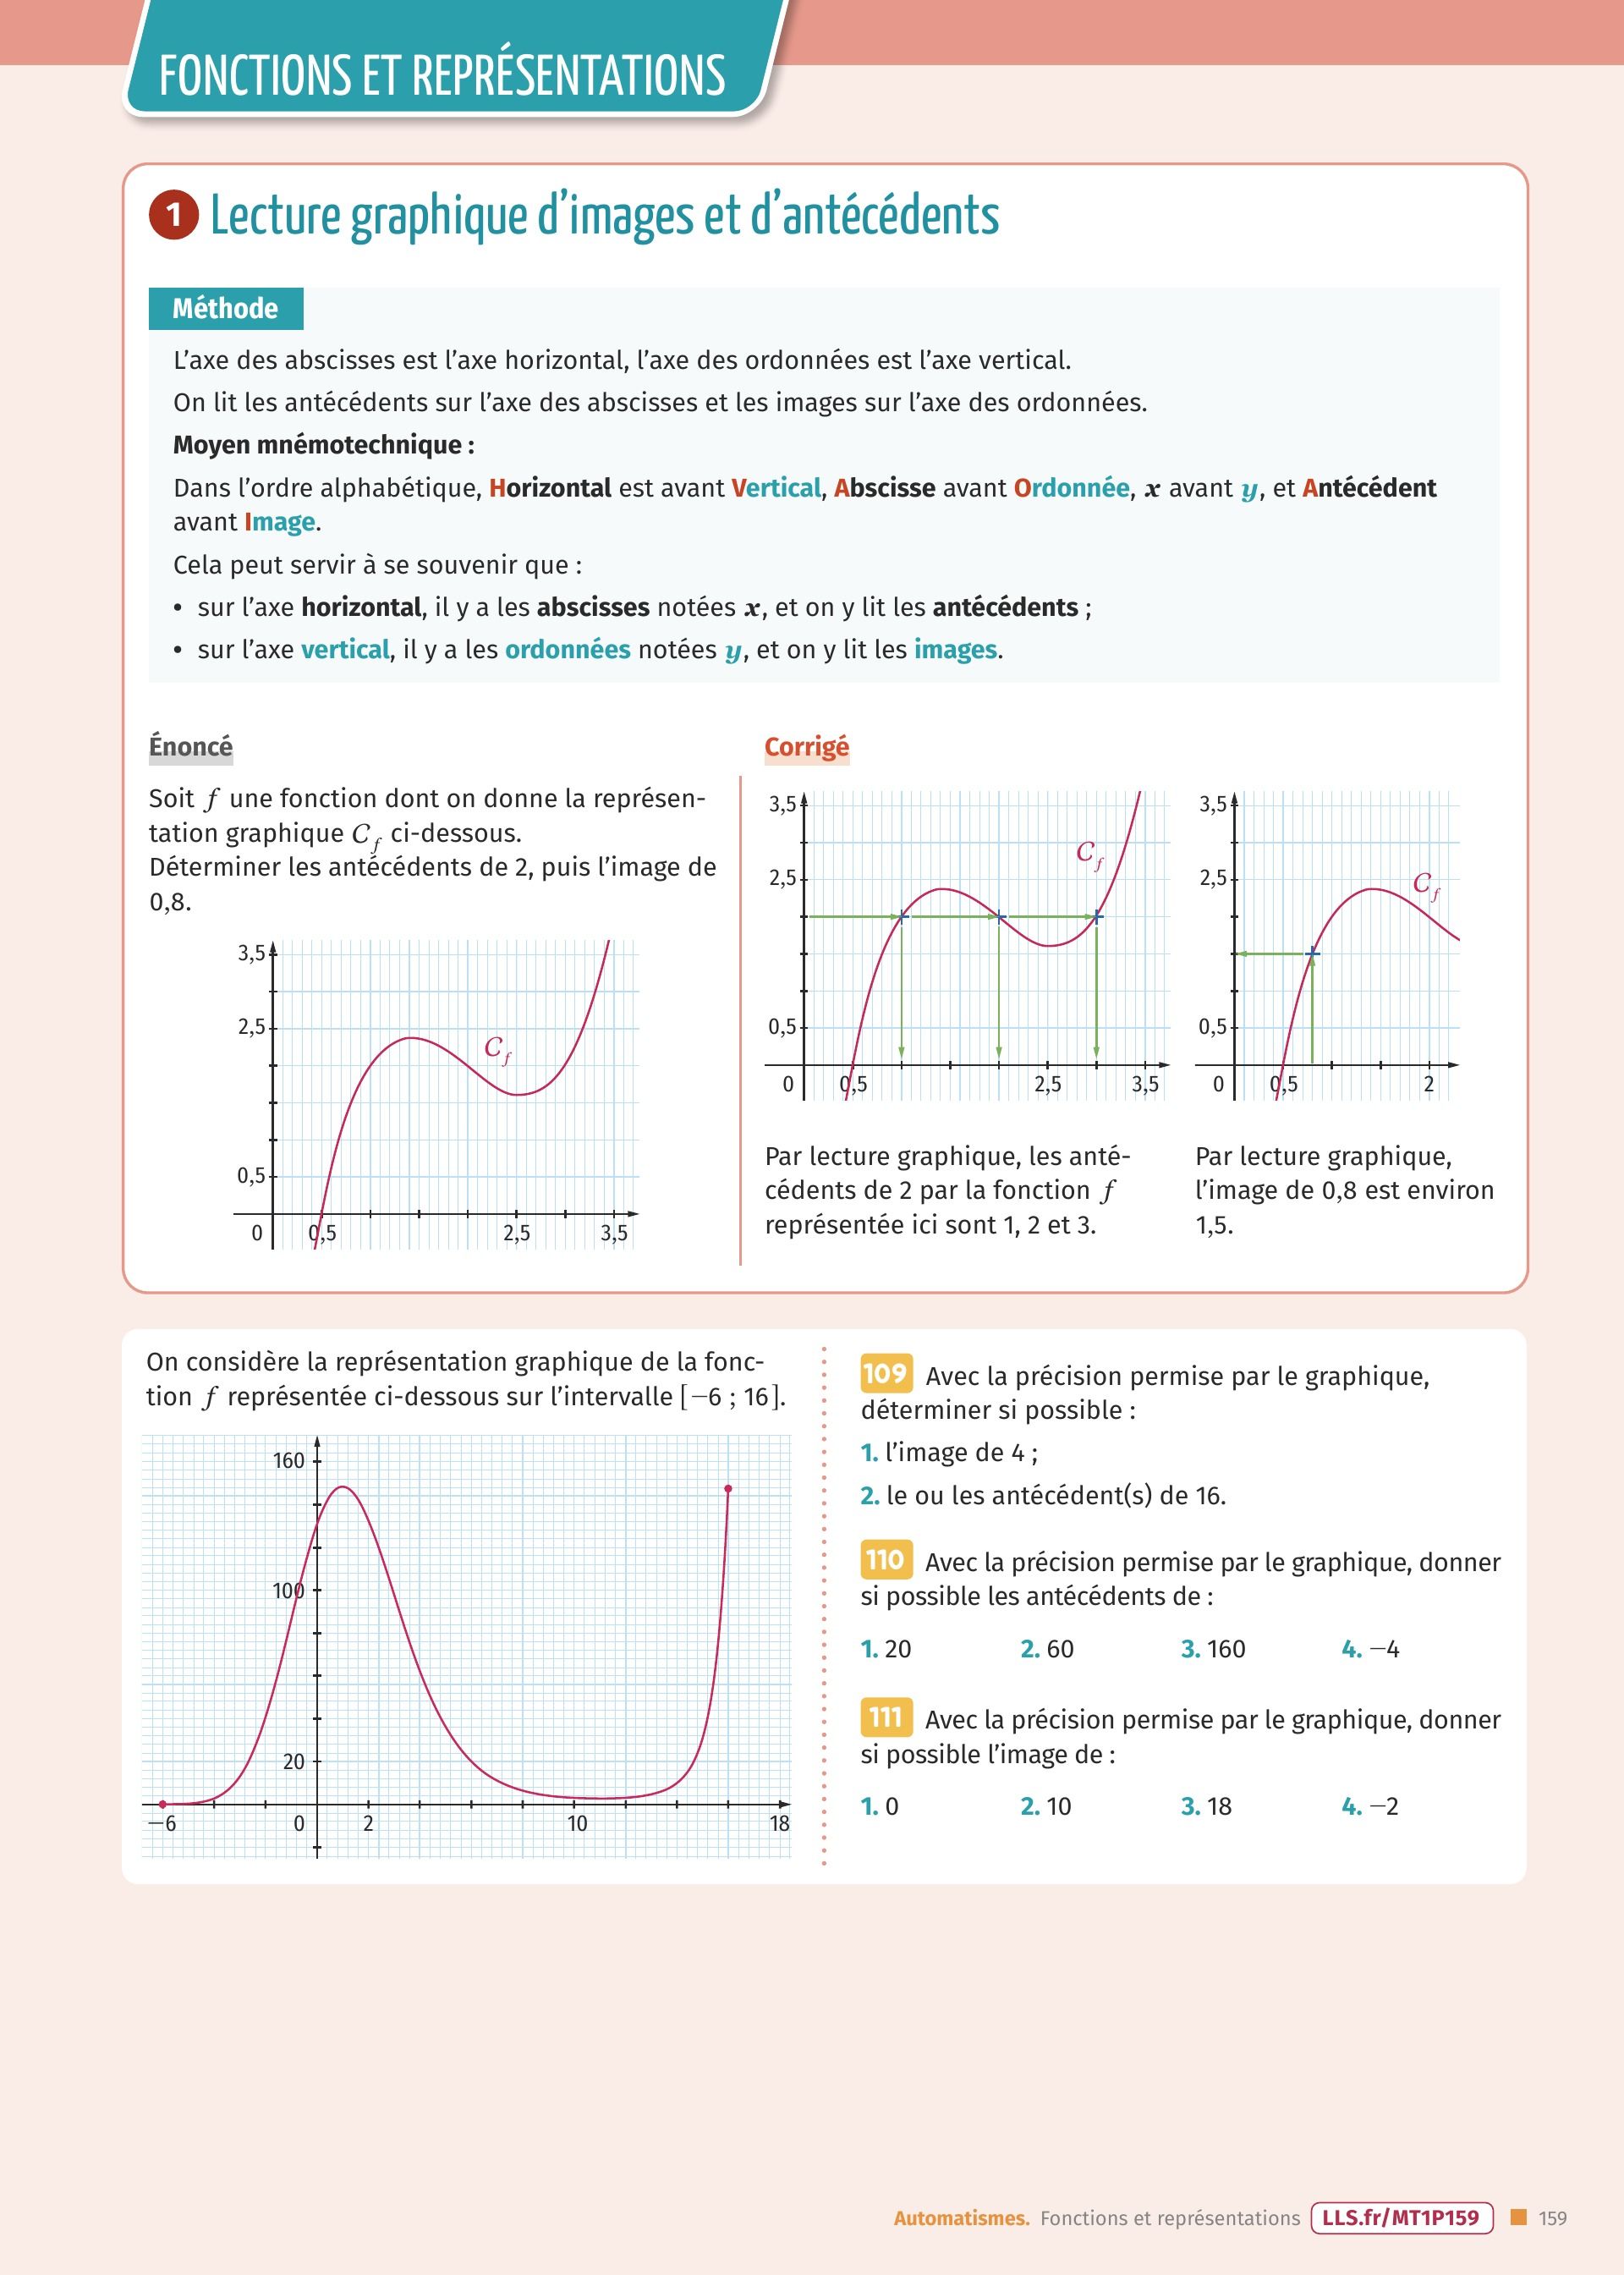 FONCTIONS ET REPRÉSENTATIONS
1 Lecture graphique d’images et d’antécédents
Méthode
L’axe des abscisses est l’axe horizontal, l’axe des ordonnées est l’axe vertical.
On lit les antécédents sur l’axe des abscisses et les images sur l’axe des ordonnées.
Moyen mnémotechnique :
Dans l’ordre alphabétique, Horizontal est avant Vertical, Abscisse avant Ordonnée, x avant y, et Antécédent
avant Image.
Cela peut servir à se souvenir que :
• sur l’axe horizontal, il y a les abscisses notées x, et on y lit les antécédents ;
• sur l’axe vertical, il y a les ordonnées notées y, et on y lit les images.
Énoncé
Soit f une fonction dont on donne la représen-
tation graphique Cf ci-dessous.
Déterminer les antécédents de 2, puis l’image de
0,8.
3,5
2,5
Cf
0,5
0 0,5 2,5 3,5
Corrigé
3,5
Cf
2,5
0,5
0 0,5 2,5 3,5
Par lecture graphique, les anté-
cédents de 2 par la fonction f
représentée ici sont 1, 2 et 3.
3,5
2,5
Cf
0,5
0 0,5 2
Par lecture graphique,
l’image de 0,8 est environ
1,5.
On considère la représentation graphique de la fonc-
tion f représentée ci-dessous sur l’intervalle [−6 ; 16].
160
100
20
−6 0 2 10 18
109 Avec la précision permise par le graphique,
déterminer si possible :
1. l’image de 4 ;
2. le ou les antécédent(s) de 16.
110 Avec la précision permise par le graphique, donner
si possible les antécédents de :
1. 20 2. 60 3. 160 4. −4
111 Avec la précision permise par le graphique, donner
si possible l’image de :
1. 0 2. 10 3. 18 4. −2
Automatismes. Fonctions et représentations LLS.fr/MT1P159 159